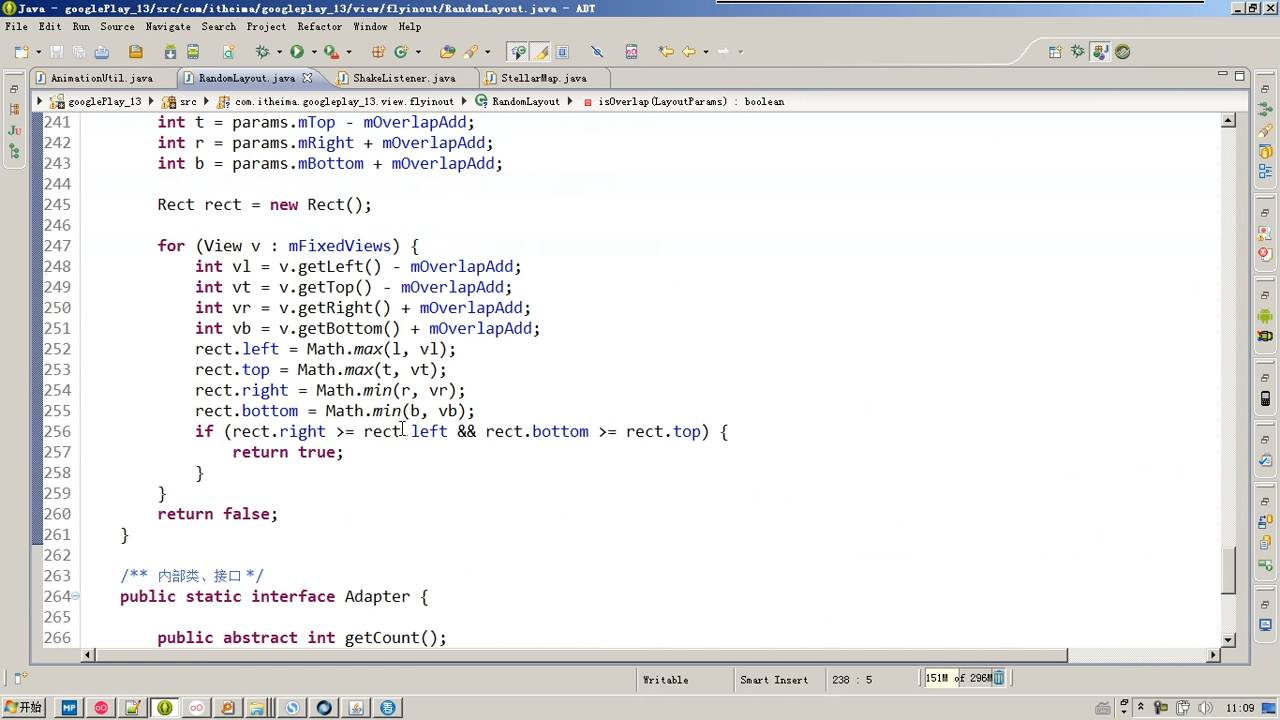 Java - googlePlay_13/src/com/itheima/googleplay_13/view/flyinout/RandomLayout.java - ADT
File Edit Run Source Navigate Search Project Refactor Window Help
AnimationUtil.java RandomLayout.java ShakeListener.java StellarMap.java
googlePlay_13 src com.itheima.googleplay_13.view.flyinout RandomLayout isOverlap(LayoutParams) : boolean
241 int t = params.mTop - mOverlapAdd;
242 int r = params.mRight + mOverlapAdd;
243 int b = params.mBottom + mOverlapAdd;
244
245 Rect rect = new Rect();
246
247 for (View v : mFixedViews) {
248 int vl = v.getLeft() - mOverlapAdd;
249 int vt = v.getTop() - mOverlapAdd;
250 int vr = v.getRight() + mOverlapAdd;
251 int vb = v.getBottom() + mOverlapAdd;
252 rect.left = Math.max(l, vl);
253 rect.top = Math.max(t, vt);
254 rect.right = Math.min(r, vr);
255 rect.bottom = Math.min(b, vb);
256 if (rect.right >= rect.left && rect.bottom >= rect.top) {
257 return true;
258 }
259 }
260 return false;
261 }
262
263 /** 内部类、接口 */
264 public static interface Adapter {
265
266 public abstract int getCount();
Writable Smart Insert 238 : 5 151M of 296M
开始 11:09